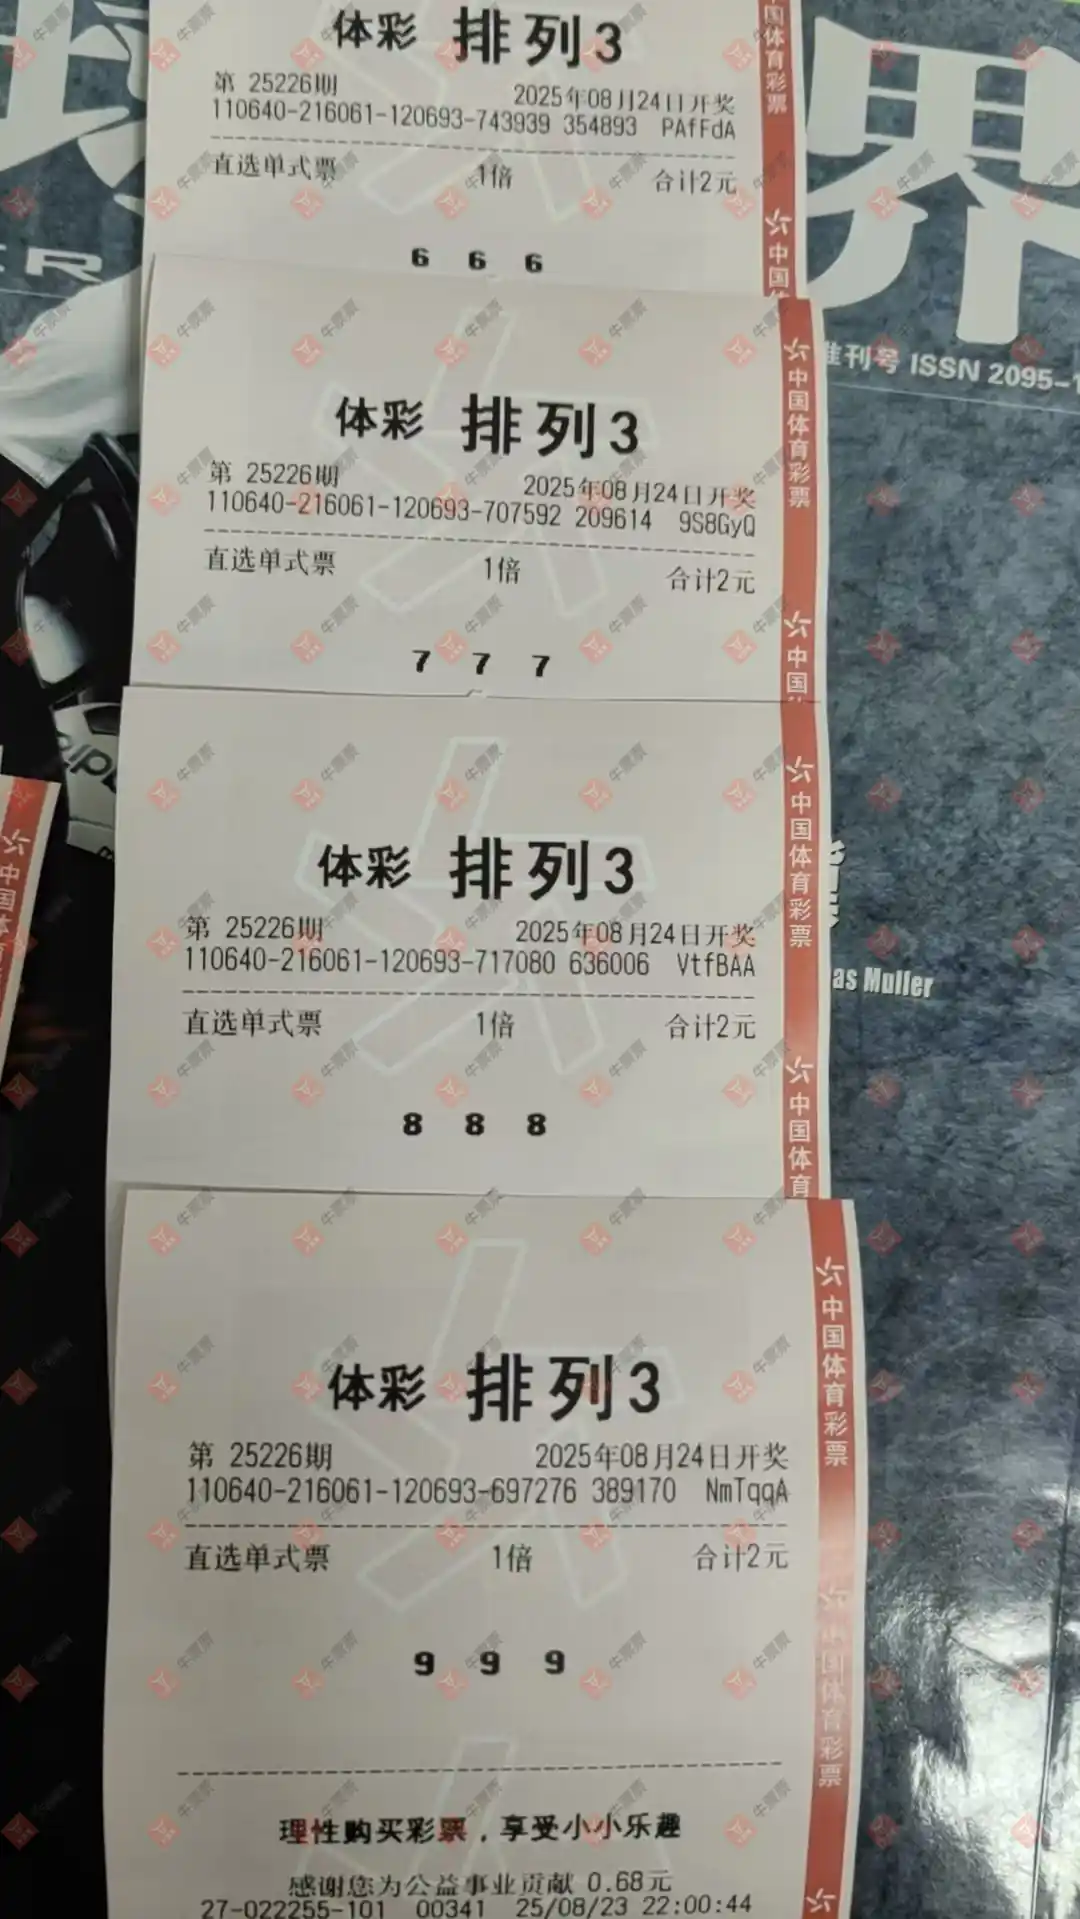 体彩 排列3
第 25226期 2025年08月24日开奖
110640-216061-120693-743939 354893 PAfFdA
直选单式票 1倍 合计2元
6 6 6
体彩 排列3
第 25226期 2025年08月24日开奖
110640-216061-120693-707592 209614 9S8GyQ
直选单式票 1倍 合计2元
7 7 7
体彩 排列3
第 25226期 2025年08月24日开奖
110640-216061-120693-717080 636006 VtfBAA
直选单式票 1倍 合计2元
8 8 8
体彩 排列3
第 25226期 2025年08月24日开奖
110640-216061-120693-697276 389170 NmTqqA
直选单式票 1倍 合计2元
9 9 9
理性购买彩票，享受小小乐趣
感谢您为公益事业贡献 0.68元
27-022255-101 00341 25/08/23 22:00:44
中国体育彩票
中国体育彩票
中国体育彩票
中国体育彩票
界
刊号 ISSN 2095-1
as Muller
牛票票